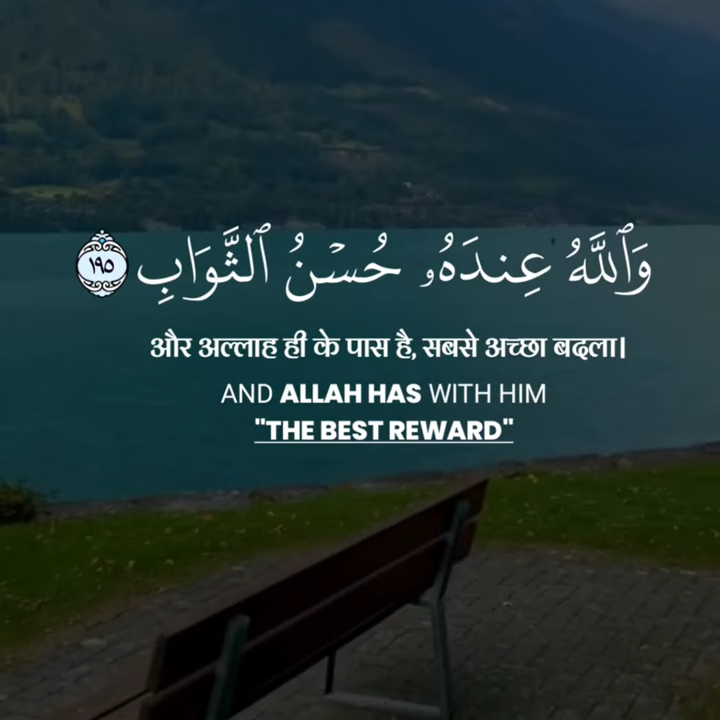 وَٱللَّهُ عِندَهُۥ حُسْنُ ٱلثَّوَابِ ١٩٥
और अल्लाह ही के पास है, सबसे अच्छा बदला।
AND ALLAH HAS WITH HIM
"THE BEST REWARD"